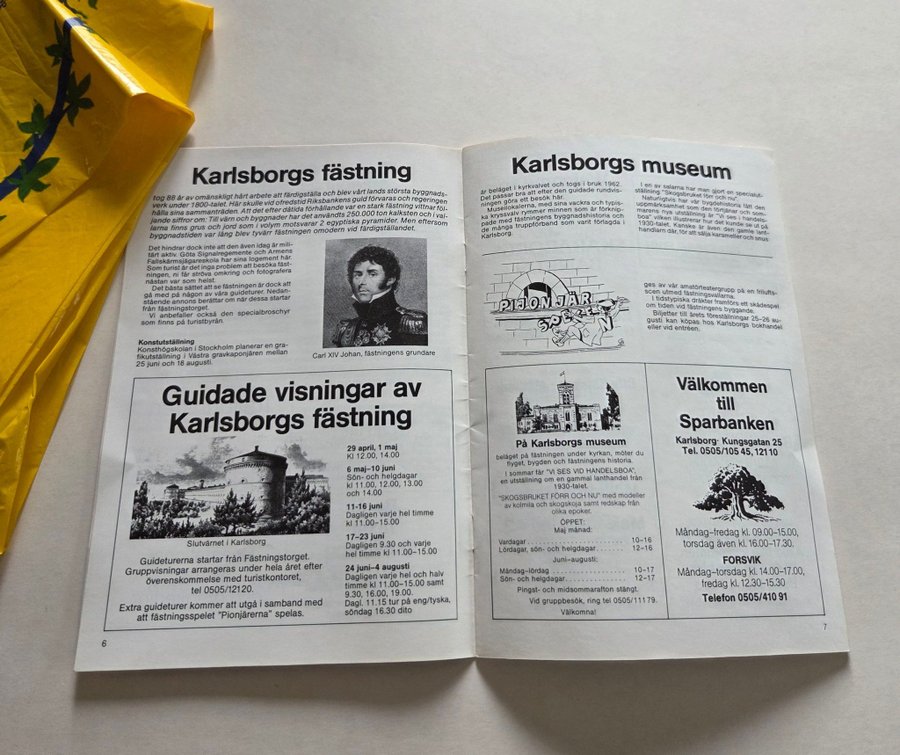 Karlsborgs fästning
tog 88 år av omänskligt hårt arbete att färdigställa och blev vårt lands största byggnads-
verk under 1800-talet. Här skulle vid ofredstid Riksbankens guld förvaras och regeringen
hålla sina sammanträden. Att det efter dåtida förhållande var en stark fästning vittnar föl-
jande siffror om: Till värn och byggnader har det använts 250.000 ton kalksten och i val-
larna finns grus och jord som i volym motsvarar 2 egyptiska pyramider. Men eftersom
byggnadstiden var lång blev tyvärr fästningen omodern vid färdigställandet.
Det hindrar dock inte att den även idag är mili-
tärt aktiv. Göta Signalregemente och Arméns
Fallskärmsjägareskola har sina logement här.
Som turist är det inga problem att besöka fäst-
ningen, ni får ströva omkring och fotografera
nästan var som helst.
Det bästa sättet att se fästningen är dock att
gå med på någon av våra guideturer. Nedan-
stående annons berättar om när dessa startar
från fästningstorget.
Vi anbefaller också den specialbroschyr
som finns på turistbyrån.
Konstutställning
Konsthögskolan i Stockholm planerar en gra-
fikutställning i Västra gravkaponjären mellan
25 juni och 18 augusti.
Carl XIV Johan, fästningens grundare
Guidade visningar av
Karlsborgs fästning
Slutvärnet i Karlsborg
Guideturerna startar från Fästningstorget.
Gruppvisningar arrangeras under hela året efter
överenskommelse med turistkontoret,
tel 0505/12120.
Extra guideturer kommer att utgå i samband med
att fästningsspelet "Pionjärerna" spelas.
29 april, 1 maj
Kl 12.00, 14.00
6 maj–10 juni
Sön- och helgdagar
kl 11.00, 12.00, 13.00
och 14.00
11-16 juni
Dagligen varje hel timme
kl 11.00–15.00
17–23 juni
Dagligen 9.30 och varje
hel timme kl 11.00–15.00
24 juni–4 augusti
Dagligen varje hel och halv
timme kl 11.00–15.00 samt
9.30, 16.00, 19.00.
Dagl. 11.15 tur på eng/tyska,
söndag 16.30 dito
6
Karlsborgs museum
är beläget i kyrkvalvet och togs i bruk 1962.
Det passar bra att efter den guidade rundvis-
ningen göra ett besök här.
Museilokalerna, med sina vackra och typis-
ka kryssvalv rymmer minnen som är förknip-
pade med fästningens byggnadshistoria och
de många truppförband som varit förlagda i
Karlsborg.
I en av salarna har man gjort en specialut-
ställning "Skogsbruket förr och nu".
Naturligtvis har vår bygdehistoria fått den
uppmärksamhet som den förtjänar och som-
marens nya utställning är "Vi ses i handels-
boa" vilken illustrerar hur det kunde se ut på
1930-talet. Kanske är även den gamle lant-
handlarn där, för att sälja karameller och snus
PIJONJÄR
SPELEN
ges av vår amatörteatergrupp på en frilufts-
scen utmed fästningsvallarna.
I tidstypiska dräkter framföre ett skådespel
om tiden vid fästningens byggande.
Biljetter till årets föreställningar 25–26 au-
gusti kan köpas hos Karlsborgs bokhandel
eller vid entreen.
På Karlsborgs museum
beläget på fästningen under kyrkan, möter du
flyget, bygden och fästningens historia.
I sommar får "VI SES VID HANDELSBOA",
en utställning om en gammal lanthandel från
1930-talet.
"SKOGSBRUKET FÖRR OCH NU" med modeller
av kolmila och skogskoja samt redskap från
olika epoker.
ÖPPET:
Maj månad:
Vardagar 10–16
Lördagar, sön- och helgdagar 12–16
Juni–augusti:
Måndag–lördag 10–17
Sön- och helgdagar 12–17
Pingst- och midsommarafton stängt.
Vid gruppbesök, ring tel 0505/11179.
Välkomna!
Välkommen
till
Sparbanken
Karlsborg· Kungsgatan 25
Tel. 0505/105 45, 121 10
Måndag–fredag kl. 09.00–15.00,
torsdag även kl. 16.00–17.30.
FORSVIK
Måndag–torsdag kl. 14.00–17.00,
fredag kl. 12.30–15.30
Telefon 0505/410 91
7